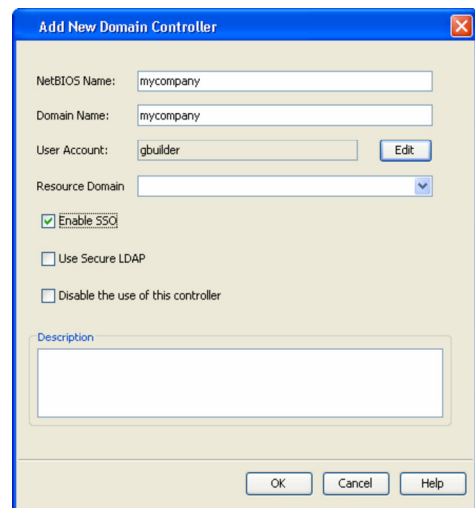 Add New Domain Controller
NetBIOS Name: mycompany
Domain Name: mycompany
User Account: gbuilder Edit
Resource Domain
Enable SSO
Use Secure LDAP
Disable the use of this controller
Description
OK Cancel Help